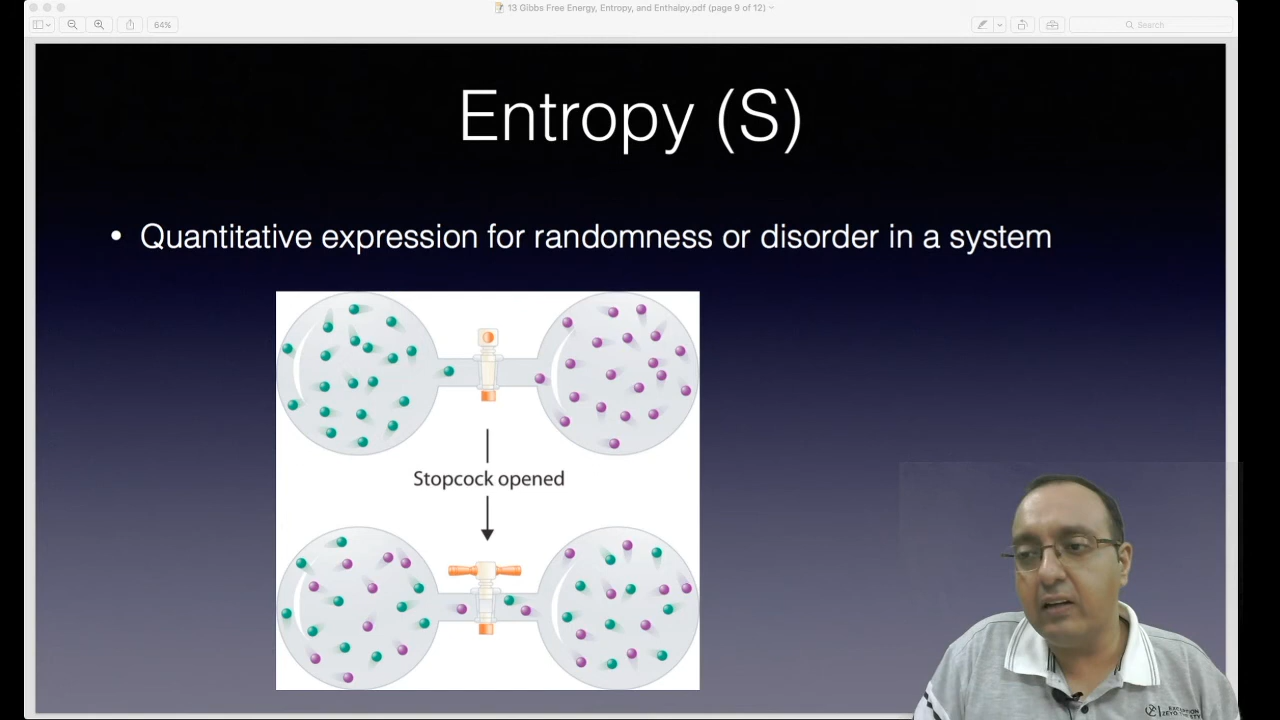 13 Gibbs Free Energy, Entropy, and Enthalpy.pdf (page 9 of 12)
64%
Search
Entropy (S)
• Quantitative expression for randomness or disorder in a system
Stopcock opened